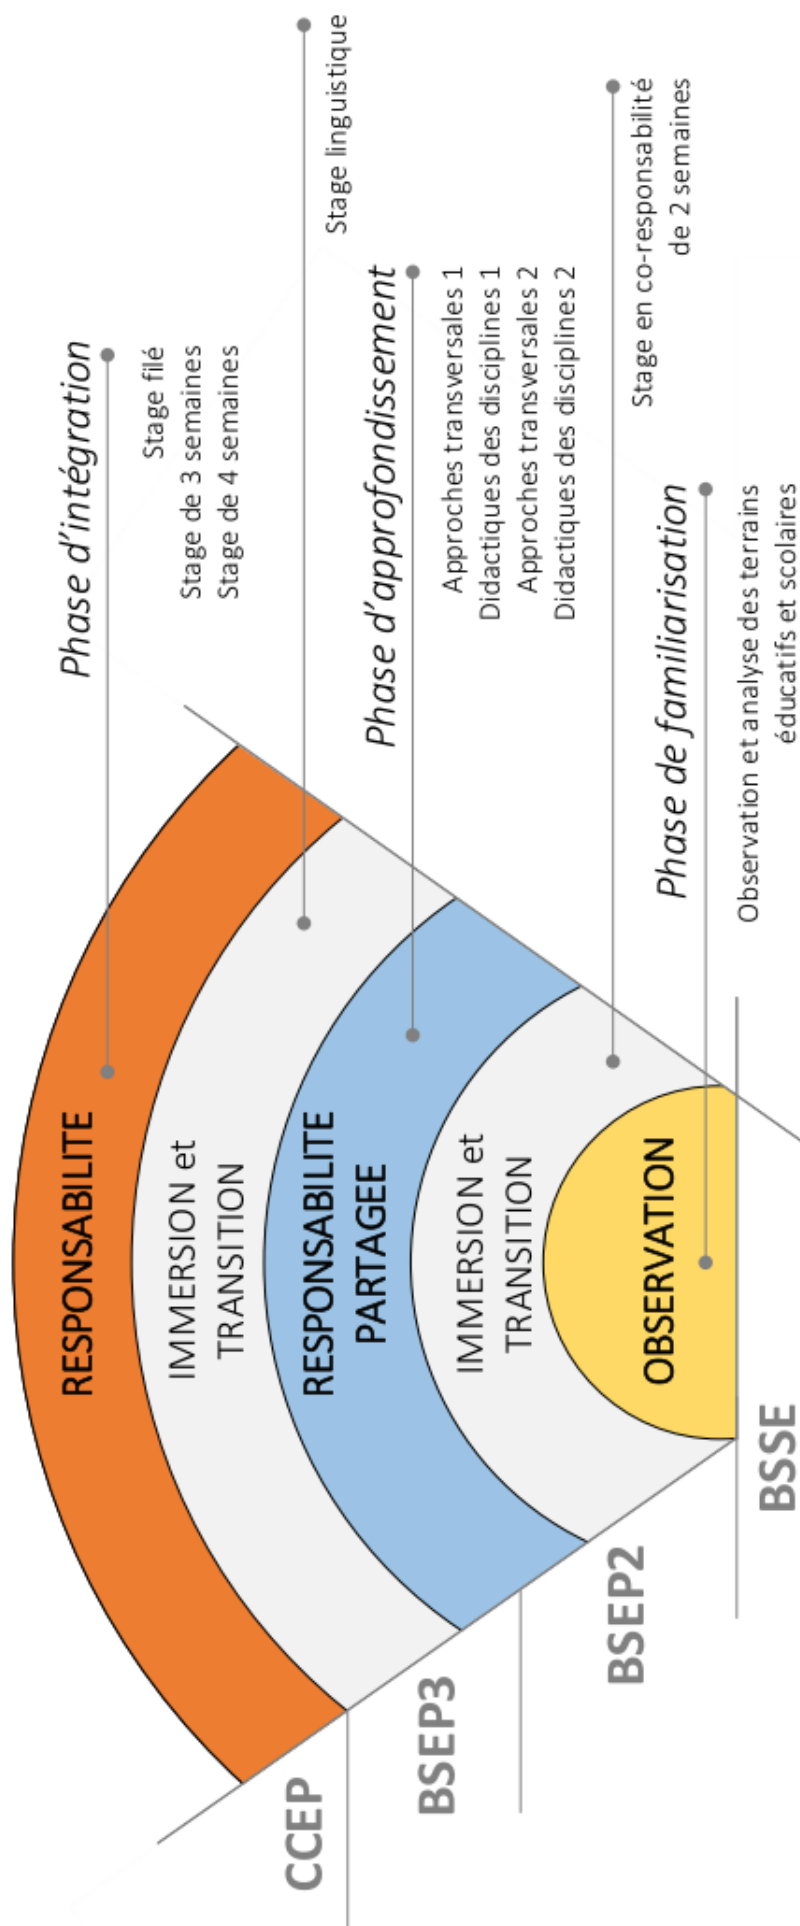 CCEP
BSEP3
BSEP2
BSSE
RESPONSABILITE
IMMERSION et
TRANSITION
RESPONSABILITE
PARTAGEE
IMMERSION et
TRANSITION
OBSERVATION
Phase d'intégration
Stage filé
Stage de 3 semaines
Stage de 4 semaines
Stage linguistique
Phase d'approfondissement
Approches transversales 1
Didactiques des disciplines 1
Approches transversales 2
Didactiques des disciplines 2
Stage en co-responsabilité
de 2 semaines
Phase de familiarisation
Observation et analyse des terrains
éducatifs et scolaires